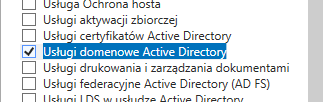 Usługa Ochrona hosta
Usługi aktywacji zbiorczej
Usługi certyfikatów Active Directory
Usługi domenowe Active Directory
Usługi drukowania i zarządzania dokumentami
Usługi federacyjne Active Directory (AD FS)
Usługi LDS w usłudze Active Directory